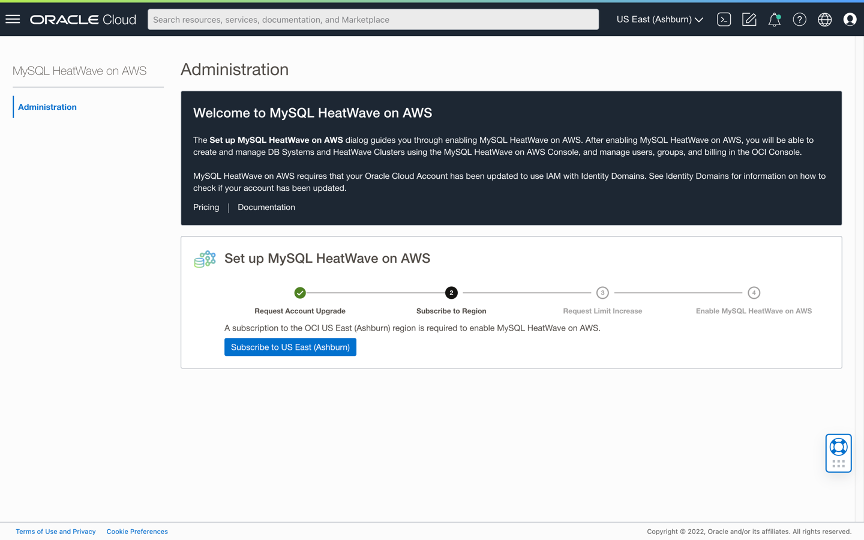 ORACLE Cloud
Search resources, services, documentation, and Marketplace
US East (Ashburn)
MySQL HeatWave on AWS
Administration
Administration
Welcome to MySQL HeatWave on AWS
The Set up MySQL HeatWave on AWS dialog guides you through enabling MySQL HeatWave on AWS. After enabling MySQL HeatWave on AWS, you will be able to
create and manage DB Systems and HeatWave Clusters using the MySQL HeatWave on AWS Console, and manage users, groups, and billing in the OCI Console.
MySQL HeatWave on AWS requires that your Oracle Cloud Account has been updated to use IAM with Identity Domains. See Identity Domains for information on how to
check if your account has been updated.
Pricing | Documentation
Set up MySQL HeatWave on AWS
2 3 4
Request Account Upgrade Subscribe to Region Request Limit Increase Enable MySQL HeatWave on AWS
A subscription to the OCI US East (Ashburn) region is required to enable MySQL HeatWave on AWS.
Subscribe to US East (Ashburn)
Terms of Use and Privacy Cookie Preferences Copyright © 2022, Oracle and/or its affiliates. All rights reserved.